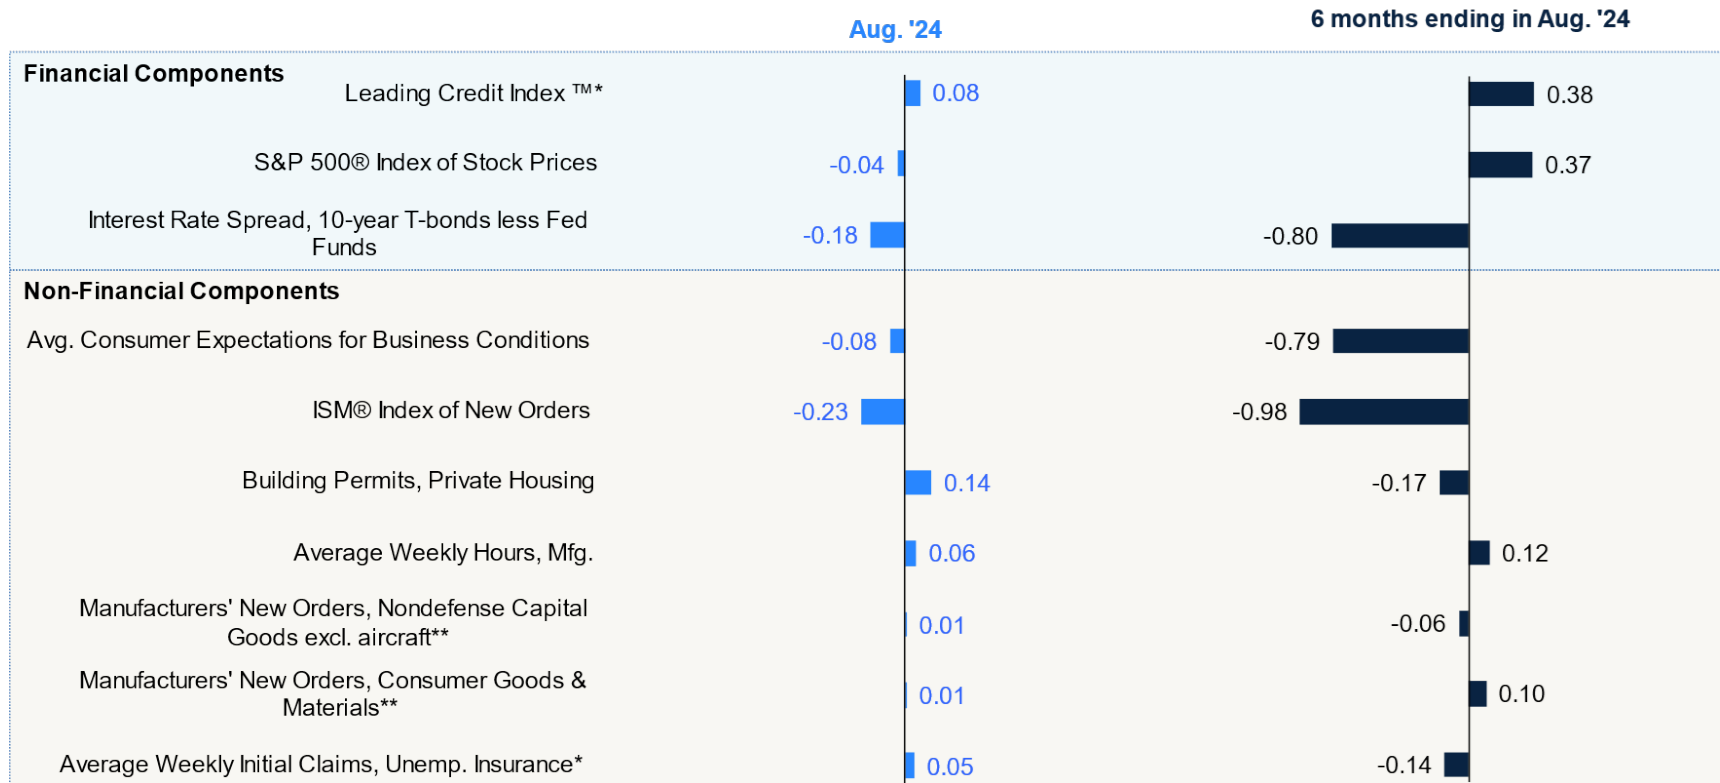 Aug. '24
6 months ending in Aug. '24
Financial Components
Leading Credit Index ™*
0.08
0.38
S&P 500® Index of Stock Prices
-0.04
0.37
Interest Rate Spread, 10-year T-bonds less Fed
Funds
-0.18
-0.80
Non-Financial Components
Avg. Consumer Expectations for Business Conditions
-0.08
-0.79
ISM® Index of New Orders
-0.23
-0.98
Building Permits, Private Housing
0.14
-0.17
Average Weekly Hours, Mfg.
0.06
0.12
Manufacturers' New Orders, Nondefense Capital
Goods excl. aircraft**
0.01
-0.06
Manufacturers' New Orders, Consumer Goods &
Materials**
0.01
0.10
Average Weekly Initial Claims, Unemp. Insurance*
0.05
-0.14